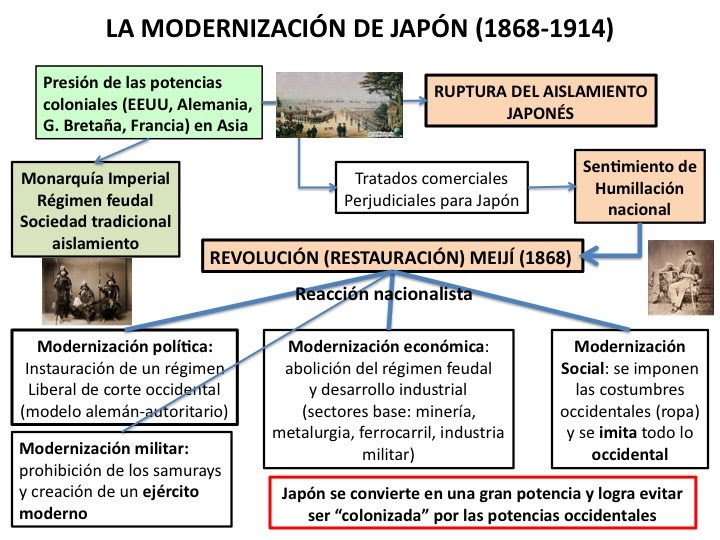 LA MODERNIZACIÓN DE JAPÓN (1868-1914)
Presión de las potencias
coloniales (EEUU, Alemania,
G. Bretaña, Francia) en Asia
RUPTURA DEL AISLAMIENTO
JAPONÉS
Monarquía Imperial
Régimen feudal
Sociedad tradicional
aislamiento
Tratados comerciales
Perjudiciales para Japón
Sentimiento de
Humillación
nacional
REVOLUCIÓN (RESTAURACIÓN) MEIJÍ (1868)
Reacción nacionalista
Modernización política:
Instauración de un régimen
Liberal de corte occidental
(modelo alemán-autoritario)
Modernización económica:
abolición del régimen feudal
y desarrollo industrial
(sectores base: minería,
metalurgia, ferrocarril, industria
militar)
Modernización
Social: se imponen
las costumbres
occidentales (ropa)
y se imita todo lo
occidental
Modernización militar:
prohibición de los samurays
y creación de un ejército
moderno
Japón se convierte en una gran potencia y logra evitar
ser “colonizada” por las potencias occidentales